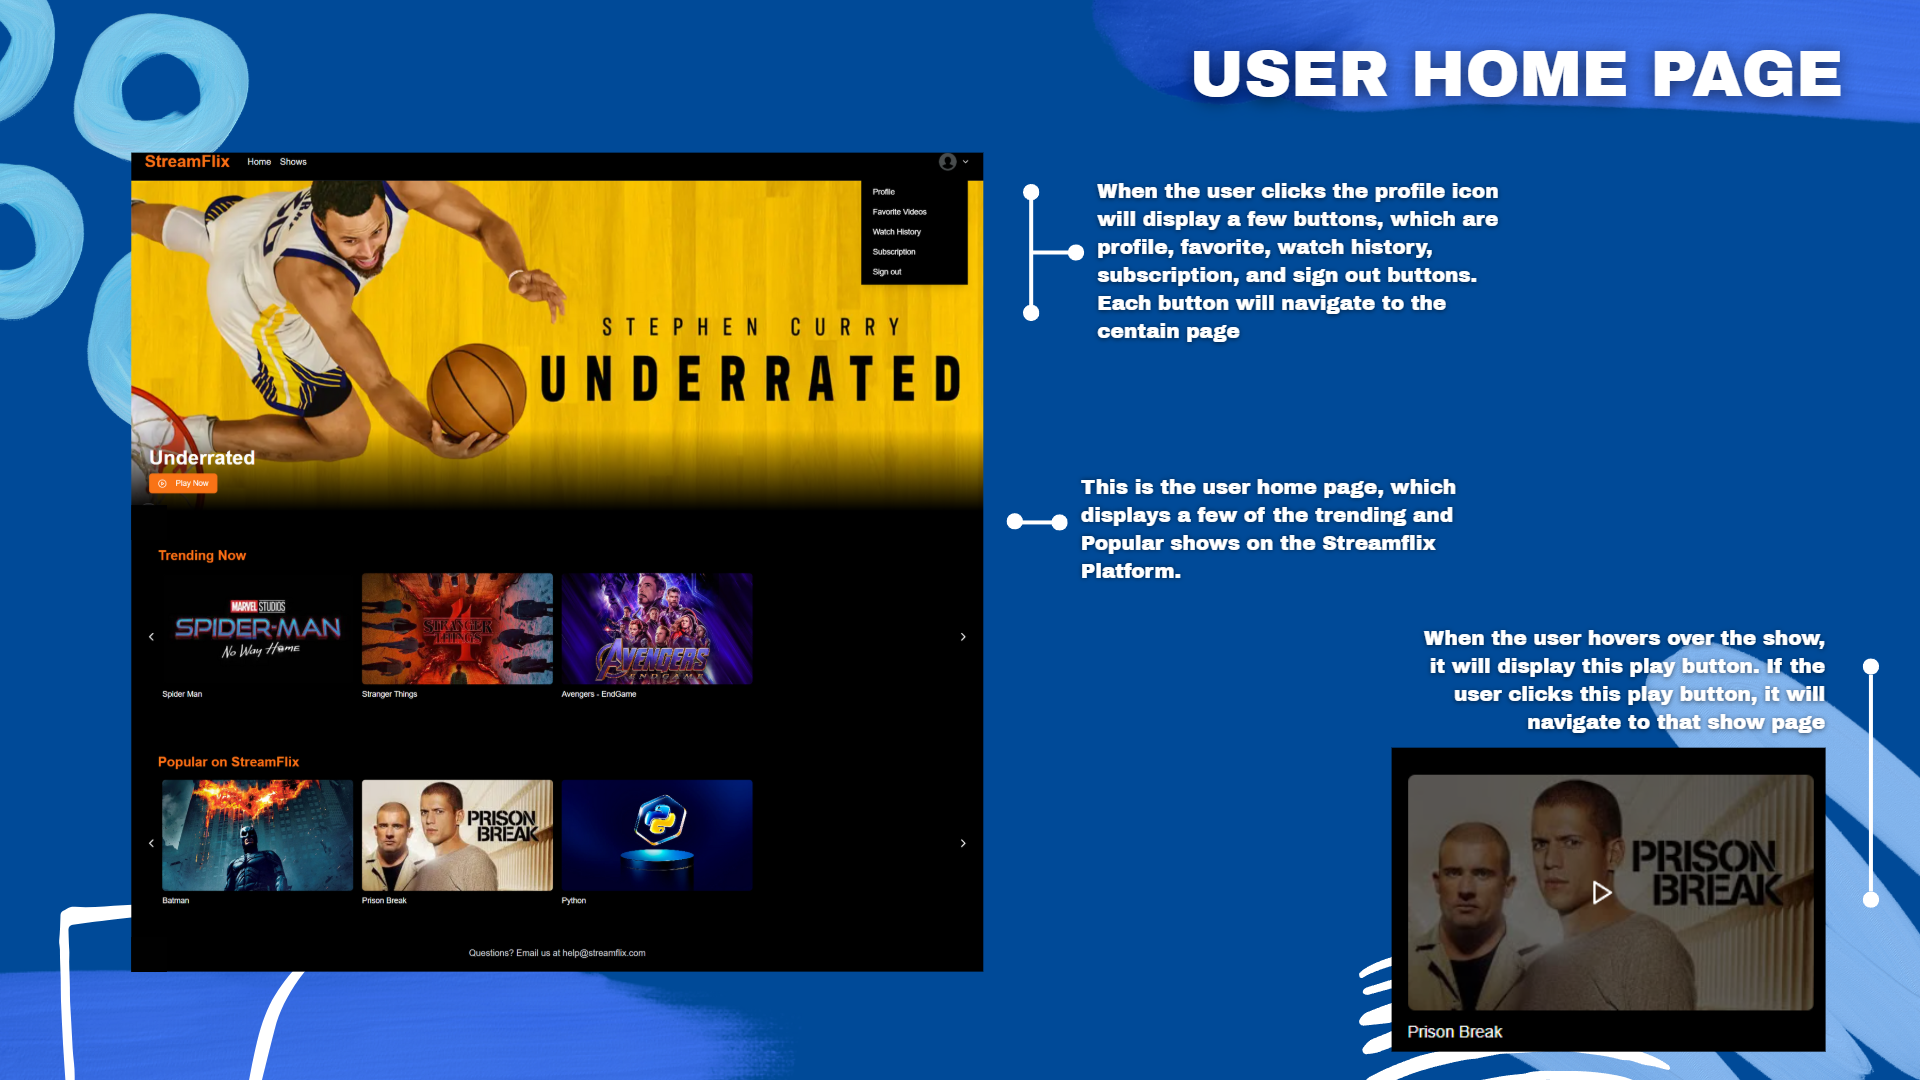 USER HOME PAGE
StreamFlix Home Shows
Profile
Favorite Videos
Watch History
Subscription
Sign out
STEPHEN CURRY
UNDERRATED
Underrated
Play Now
When the user clicks the profile icon
will display a few buttons, which are
profile, favorite, watch history,
subscription, and sign out buttons.
Each button will navigate to the
centain page
This is the user home page, which
displays a few of the trending and
Popular shows on the Streamflix
Platform.
Trending Now
MARVEL STUDIOS
SPIDER-MAN
No Way Home
STRANGER
THINGS
4
AVENGERS
ENDGAME
Spider Man
Stranger Things
Avengers - EndGame
Popular on StreamFlix
PRISON
BREAK
Batman
Prison Break
Python
Questions? Email us at help@streamflix.com
When the user hovers over the show,
it will display this play button. If the
user clicks this play button, it will
navigate to that show page
PRISON
BREAK
Prison Break